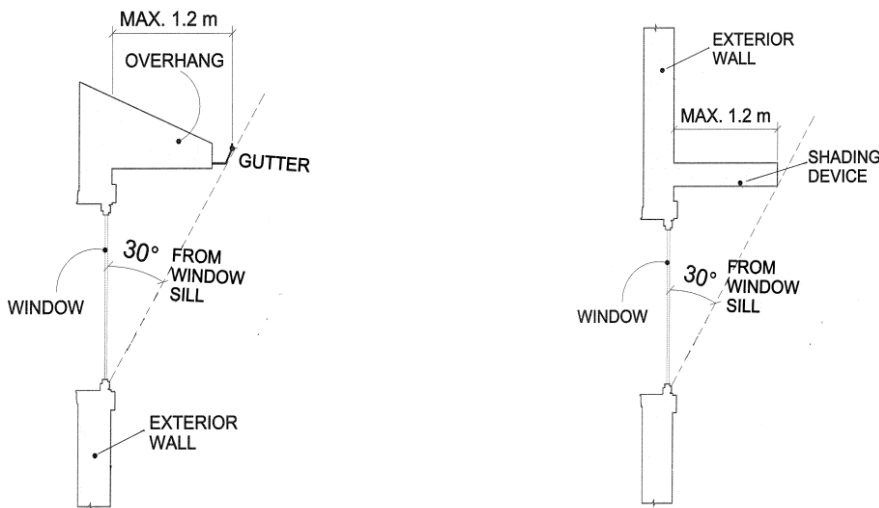 MAX. 1.2 m
OVERHANG
GUTTER
30°
FROM
WINDOW
SILL
WINDOW
EXTERIOR
WALL
EXTERIOR
WALL
MAX. 1.2 m
SHADING
DEVICE
30°
FROM
WINDOW
SILL
WINDOW